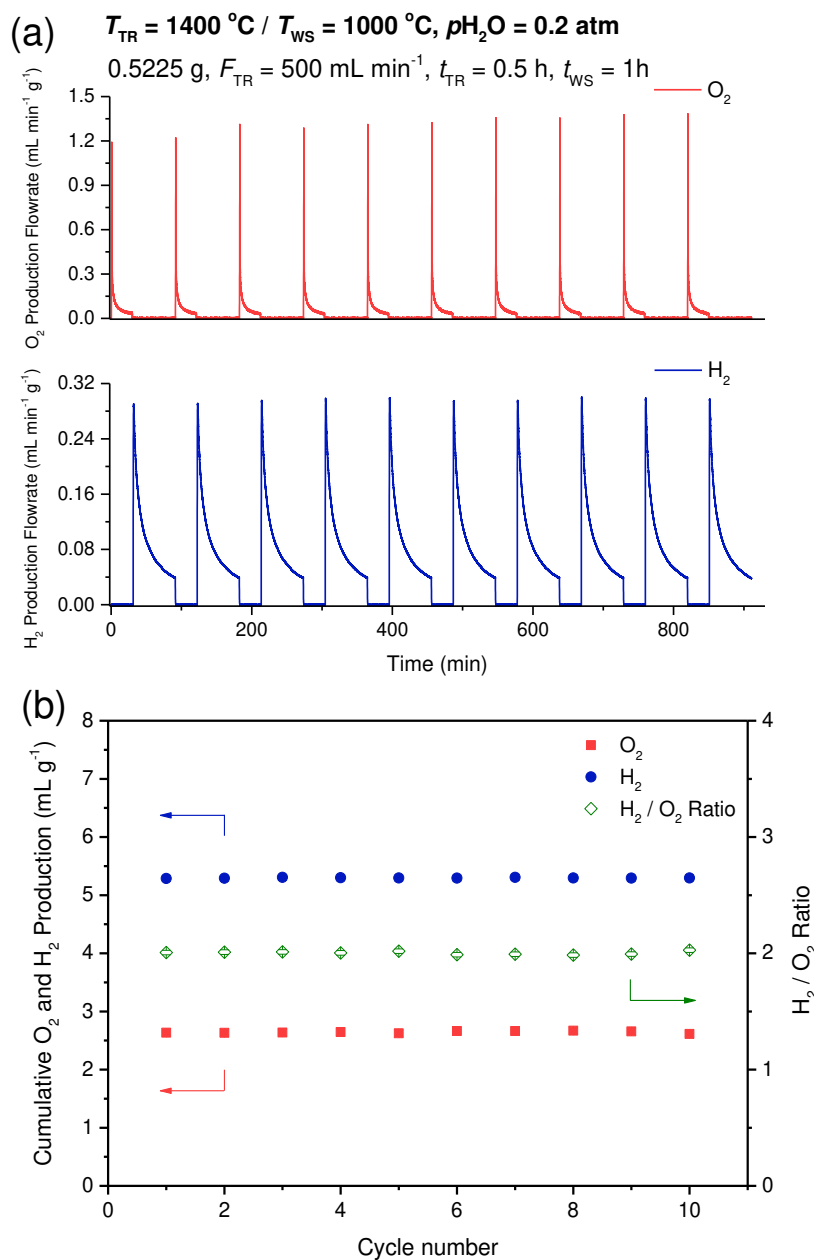 (a)
T_TR = 1400 °C / T_WS = 1000 °C, pH₂O = 0.2 atm
0.5225 g, F_TR = 500 mL min⁻¹, t_TR = 0.5 h, t_WS = 1h
O₂
O₂ Production Flowrate (mL min⁻¹ g⁻¹)
1.5
1.2
0.9
0.6
0.3
0.0
H₂
H₂ Production Flowrate (mL min⁻¹ g⁻¹)
0.32
0.24
0.16
0.08
0.00
0 200 400 600 800
Time (min)
(b)
Cumulative O₂ and H₂ Production (mL g⁻¹)
8
7
6
5
4
3
2
1
0
O₂
H₂
H₂ / O₂ Ratio
4
3
2
1
0
H₂ / O₂ Ratio
0 2 4 6 8 10
Cycle number